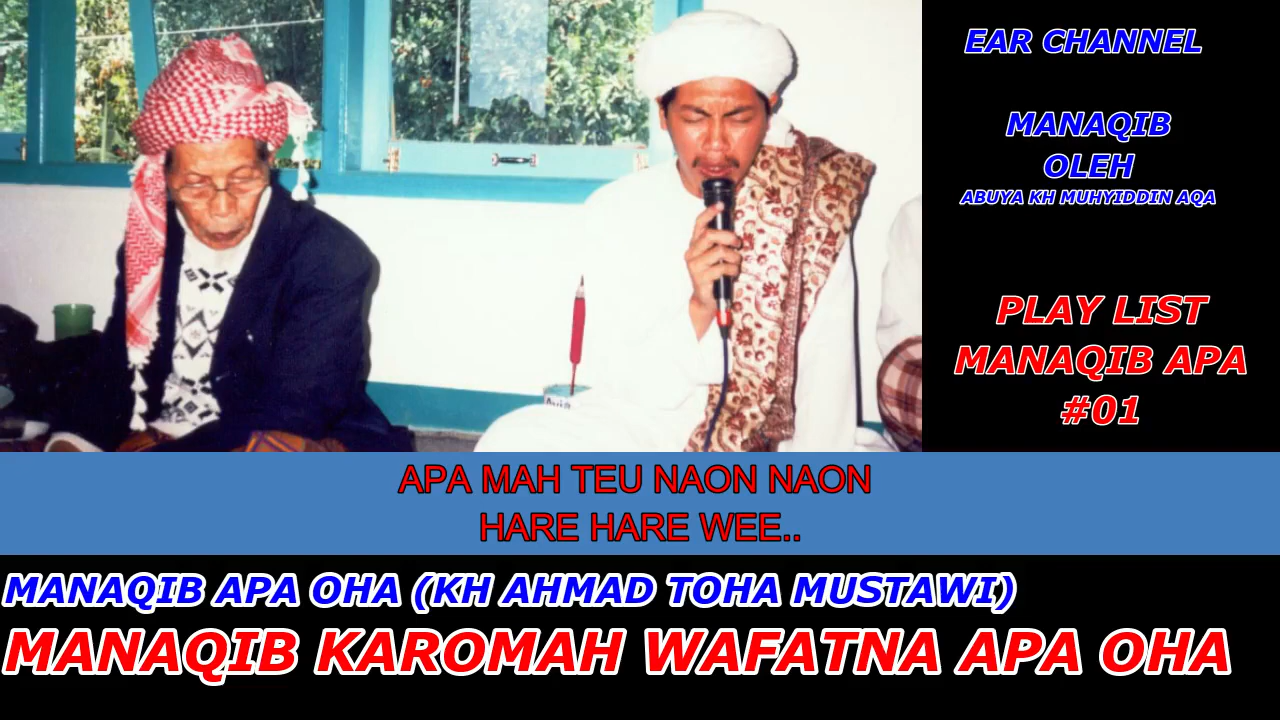 EAR CHANNEL
MANAQIB
OLEH
ABUYA KH MUHYIDDIN AQA
PLAY LIST
MANAQIB APA
#01
APA MAH TEU NAON NAON
HARE HARE WEE..
MANAQIB APA OHA (KH AHMAD TOHA MUSTAWI)
MANAQIB KAROMAH WAFATNA APA OHA